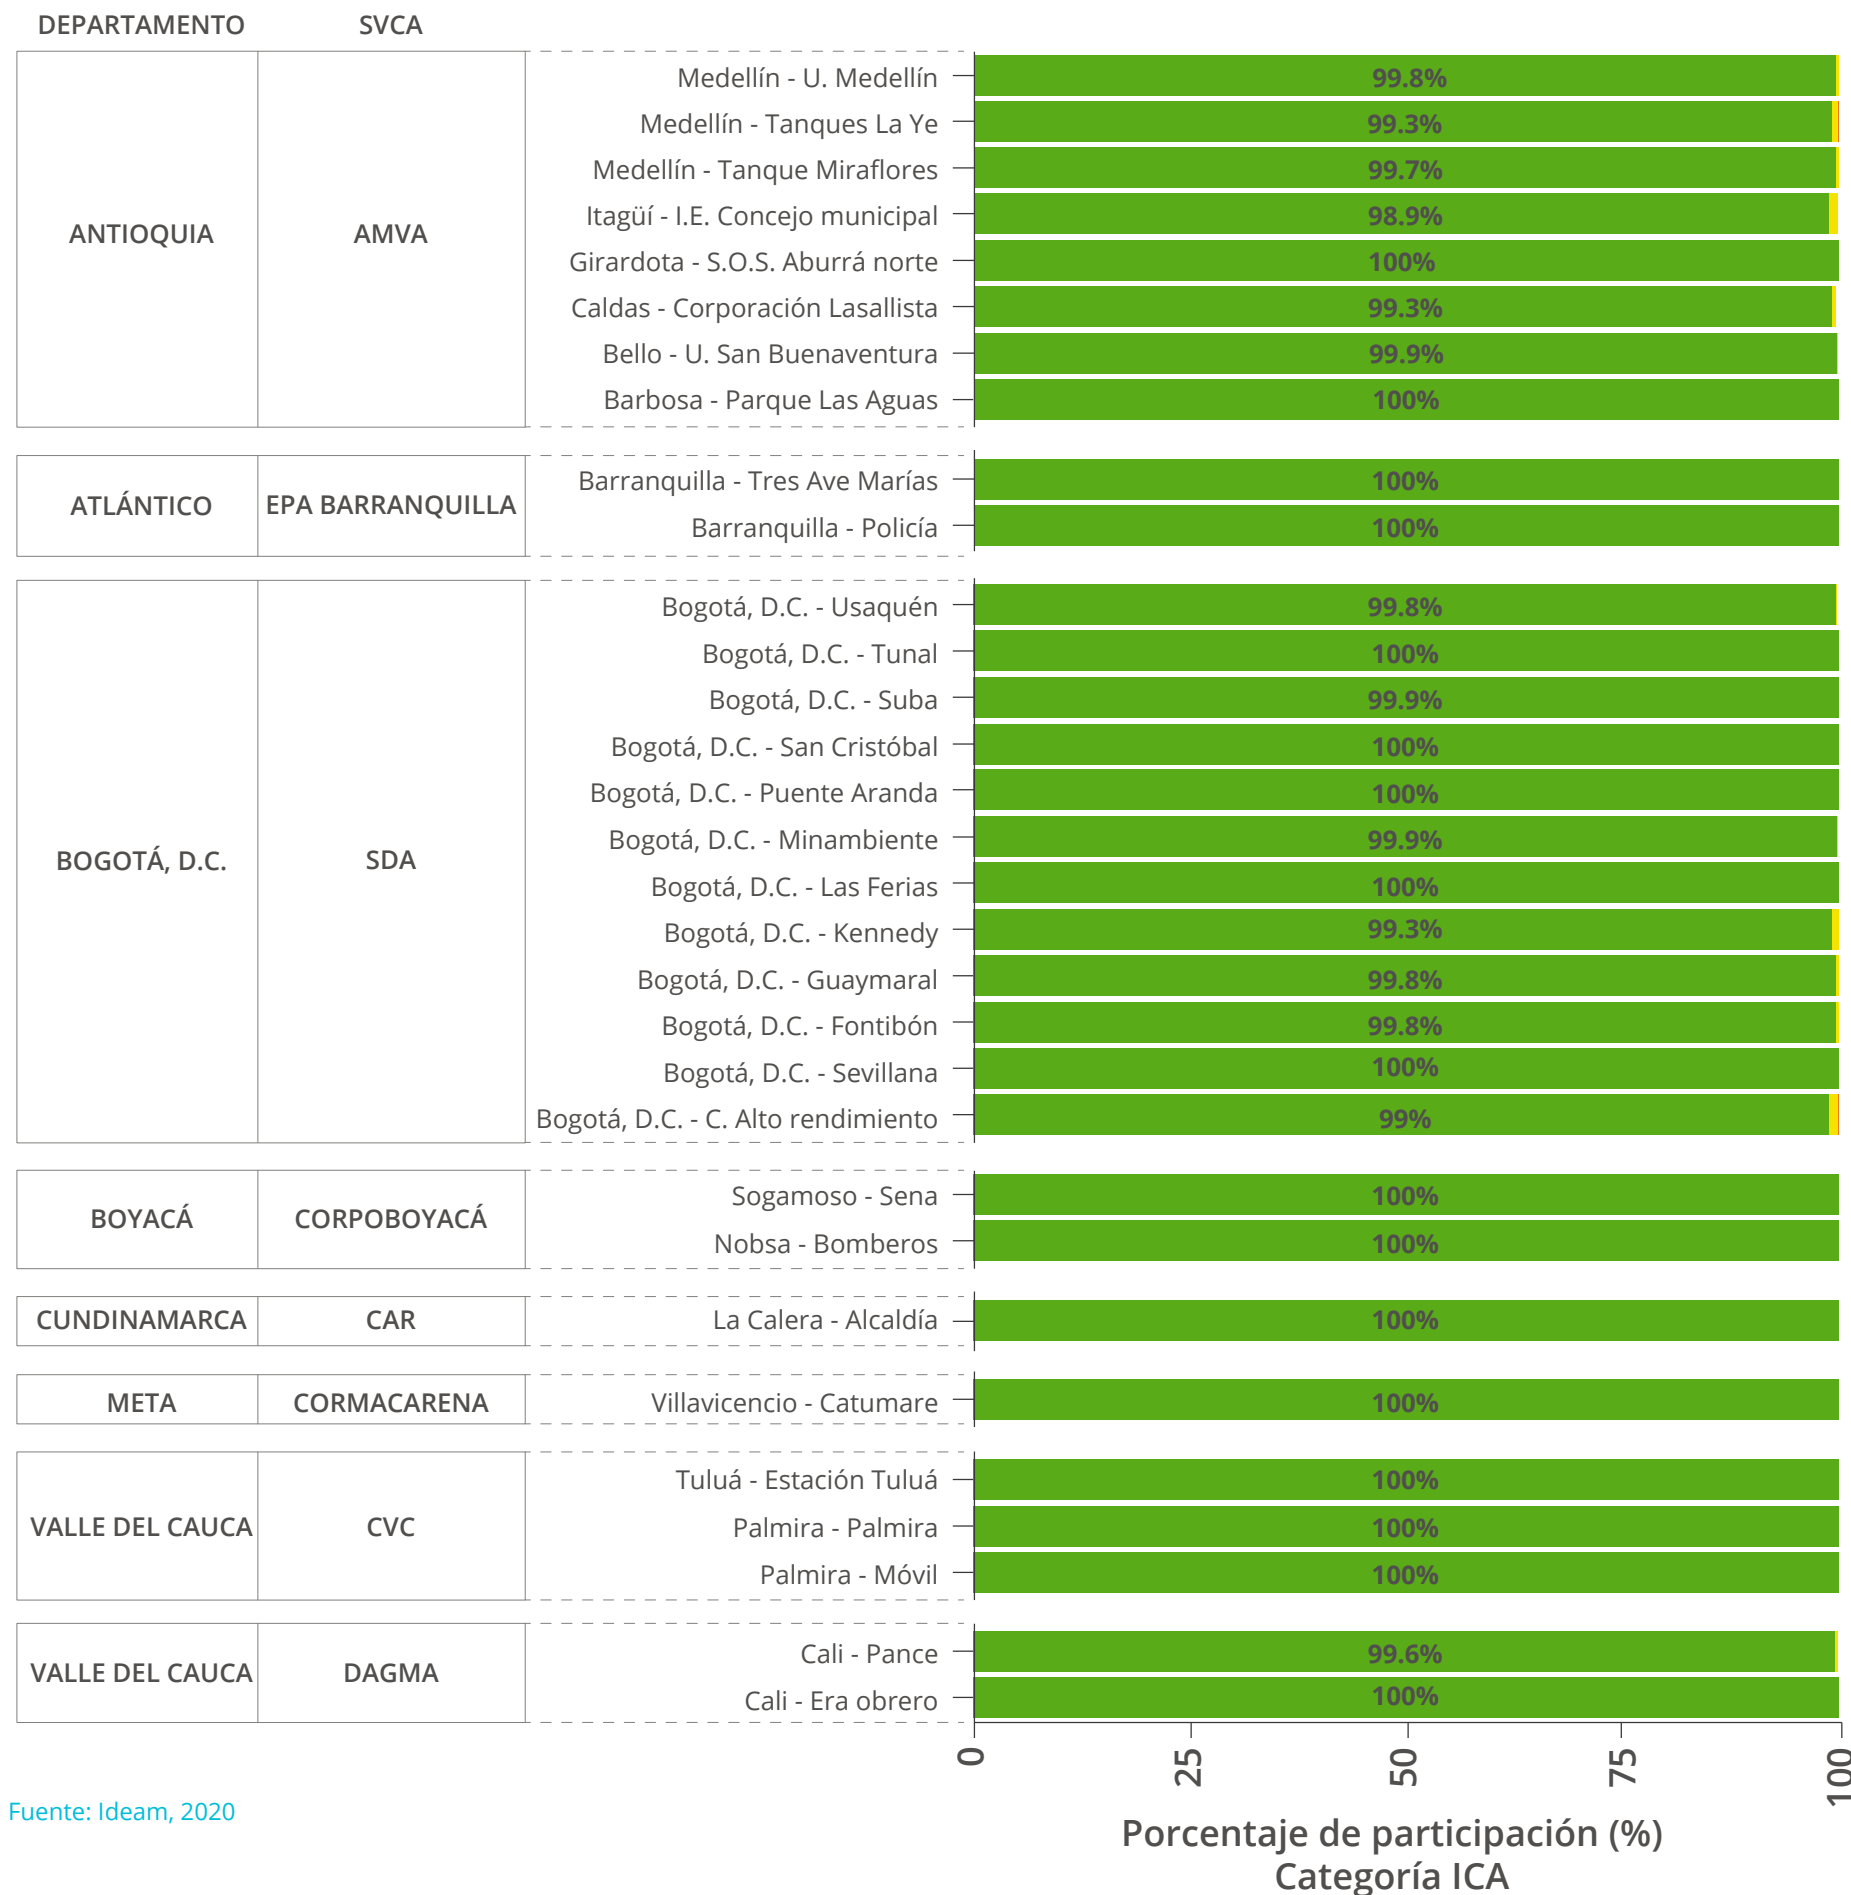 DEPARTAMENTO SVCA
ANTIOQUIA AMVA
Medellín - U. Medellín 99.8%
Medellín - Tanques La Ye 99.3%
Medellín - Tanque Miraflores 99.7%
Itagüí - I.E. Concejo municipal 98.9%
Girardota - S.O.S. Aburrá norte 100%
Caldas - Corporación Lasallista 99.3%
Bello - U. San Buenaventura 99.9%
Barbosa - Parque Las Aguas 100%
ATLÁNTICO EPA BARRANQUILLA
Barranquilla - Tres Ave Marías 100%
Barranquilla - Policía 100%
BOGOTÁ, D.C. SDA
Bogotá, D.C. - Usaquén 99.8%
Bogotá, D.C. - Tunal 100%
Bogotá, D.C. - Suba 99.9%
Bogotá, D.C. - San Cristóbal 100%
Bogotá, D.C. - Puente Aranda 100%
Bogotá, D.C. - Minambiente 99.9%
Bogotá, D.C. - Las Ferias 100%
Bogotá, D.C. - Kennedy 99.3%
Bogotá, D.C. - Guaymaral 99.8%
Bogotá, D.C. - Fontibón 99.8%
Bogotá, D.C. - Sevillana 100%
Bogotá, D.C. - C. Alto rendimiento 99%
BOYACÁ CORPOBOYACÁ
Sogamoso - Sena 100%
Nobsa - Bomberos 100%
CUNDINAMARCA CAR
La Calera - Alcaldía 100%
META CORMACARENA
Villavicencio - Catumare 100%
VALLE DEL CAUCA CVC
Tuluá - Estación Tuluá 100%
Palmira - Palmira 100%
Palmira - Móvil 100%
VALLE DEL CAUCA DAGMA
Cali - Pance 99.6%
Cali - Era obrero 100%
0 25 50 75 100
Porcentaje de participación (%)
Categoría ICA
Fuente: Ideam, 2020